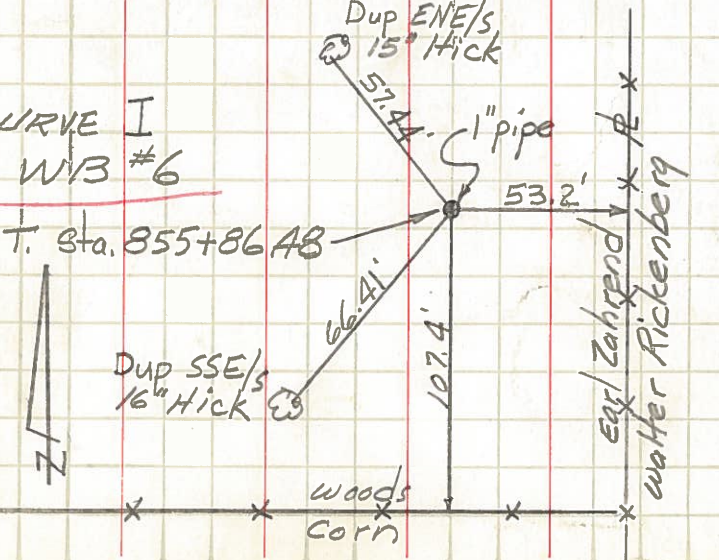 Dup ENE/s
15" Hick
57.44'
1" pipe
URVE I
WB #6
53.2'
T. Sta. 855+86.48
66.41'
107.4'
Dup SSE/s
16" Hick
Earl Zahrend
Walter Rickenberg
N
woods
Corn